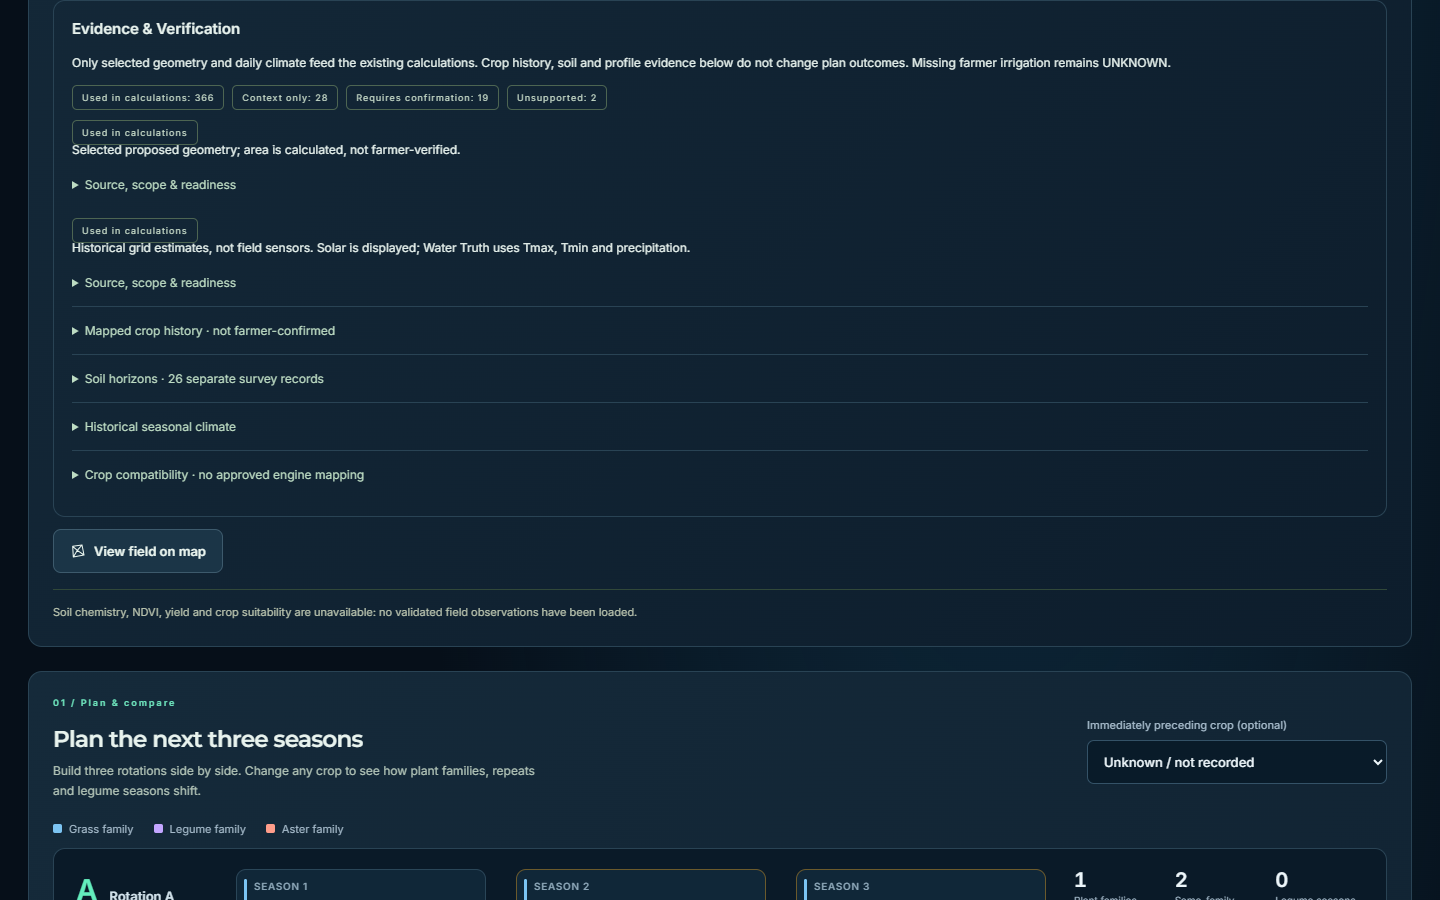 Evidence & Verification
Only selected geometry and daily climate feed the existing calculations. Crop history, soil and profile evidence below do not change plan outcomes. Missing farmer irrigation remains UNKNOWN.
Used in calculations: 366
Context only: 28
Requires confirmation: 19
Unsupported: 2
Used in calculations
Selected proposed geometry; area is calculated, not farmer-verified.
Source, scope & readiness
Used in calculations
Historical grid estimates, not field sensors. Solar is displayed; Water Truth uses Tmax, Tmin and precipitation.
Source, scope & readiness
Mapped crop history · not farmer-confirmed
Soil horizons · 26 separate survey records
Historical seasonal climate
Crop compatibility · no approved engine mapping
View field on map
Soil chemistry, NDVI, yield and crop suitability are unavailable: no validated field observations have been loaded.
01 / Plan & compare
Plan the next three seasons
Build three rotations side by side. Change any crop to see how plant families, repeats
and legume seasons shift.
Immediately preceding crop (optional)
Unknown / not recorded
Grass family
Legume family
Aster family
A Rotation A
SEASON 1
SEASON 2
SEASON 3
1
2
0
Plant families
Same-family
Legume seasons